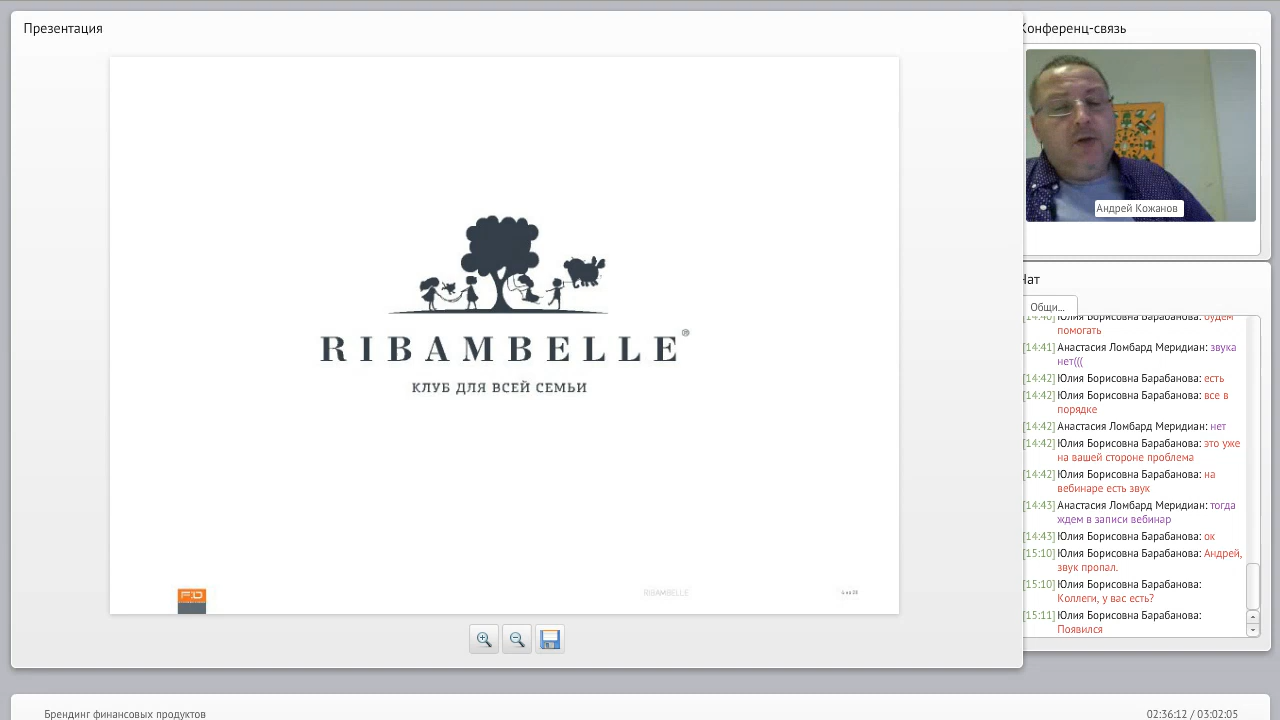 Презентация
RIBAMBELLE®
КЛУБ ДЛЯ ВСЕЙ СЕМЬИ
RIBAMBELLE
Конференц-связь
Андрей Кожанов
Чат
Общи...
[14:40] Юлия Борисовна Барабанова: будем
помогать
[14:41] Анастасия Ломбард Меридиан: звука
нет(((
[14:42] Юлия Борисовна Барабанова: есть
[14:42] Юлия Борисовна Барабанова: все в
порядке
[14:42] Анастасия Ломбард Меридиан: нет
[14:42] Юлия Борисовна Барабанова: это уже
на вашей стороне проблема
[14:42] Юлия Борисовна Барабанова: на
вебинаре есть звук
[14:43] Анастасия Ломбард Меридиан: тогда
ждем в записи вебинар
[14:43] Юлия Борисовна Барабанова: ок
[15:10] Юлия Борисовна Барабанова: Андрей,
звук пропал.
[15:10] Юлия Борисовна Барабанова:
Коллеги, у вас есть?
[15:11] Юлия Борисовна Барабанова:
Появился
Брендинг финансовых продуктов
02:36:12 / 03:02:05